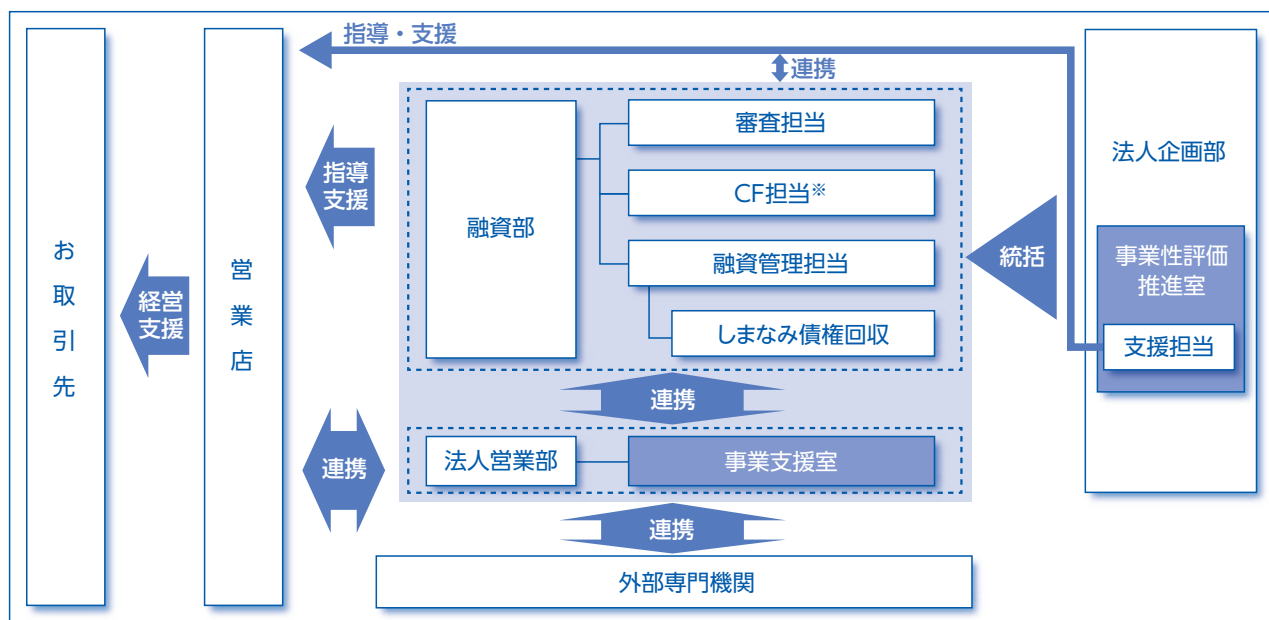 お取引先
経営
支援
営業店
指導・支援
連携
指導
支援
融資部
審査担当
CF担当※
融資管理担当
しまなみ債権回収
連携
連携
法人営業部
事業支援室
連携
外部専門機関
統括
法人企画部
事業性評価
推進室
支援担当